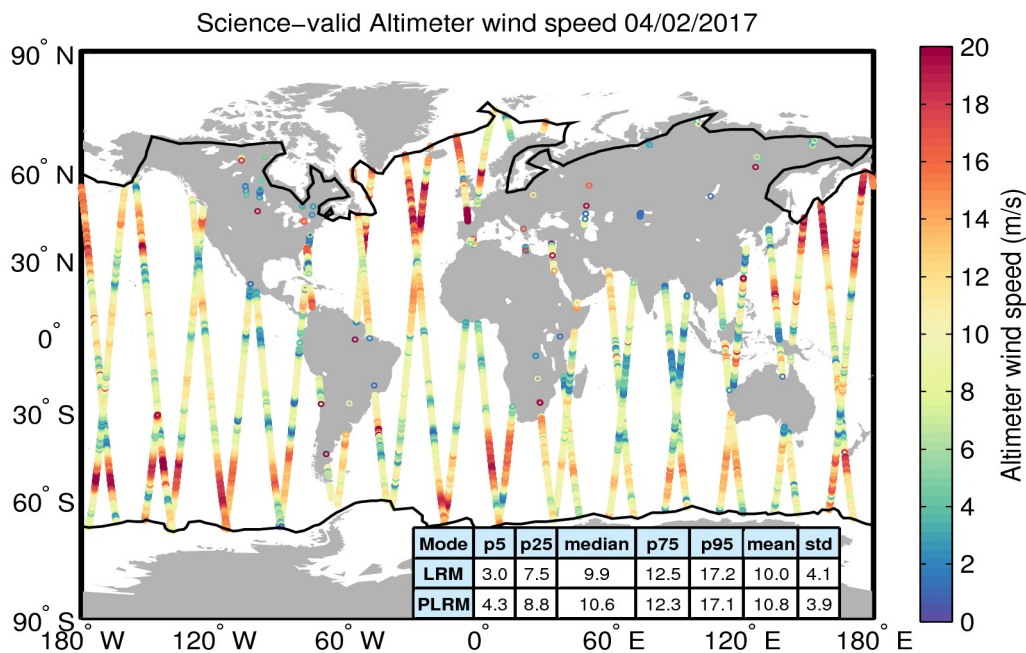 Science−valid Altimeter wind speed 04/02/2017
90° N
60° N
30° N
0°
30° S
60° S
90° S
180° W
120° W
60° W
0°
60° E
120° E
180° E
Mode p5 p25 median p75 p95 mean std
LRM 3.0 7.5 9.9 12.5 17.2 10.0 4.1
PLRM 4.3 8.8 10.6 12.3 17.1 10.8 3.9
20
18
16
14
12
10
8
6
4
2
0
Altimeter wind speed (m/s)